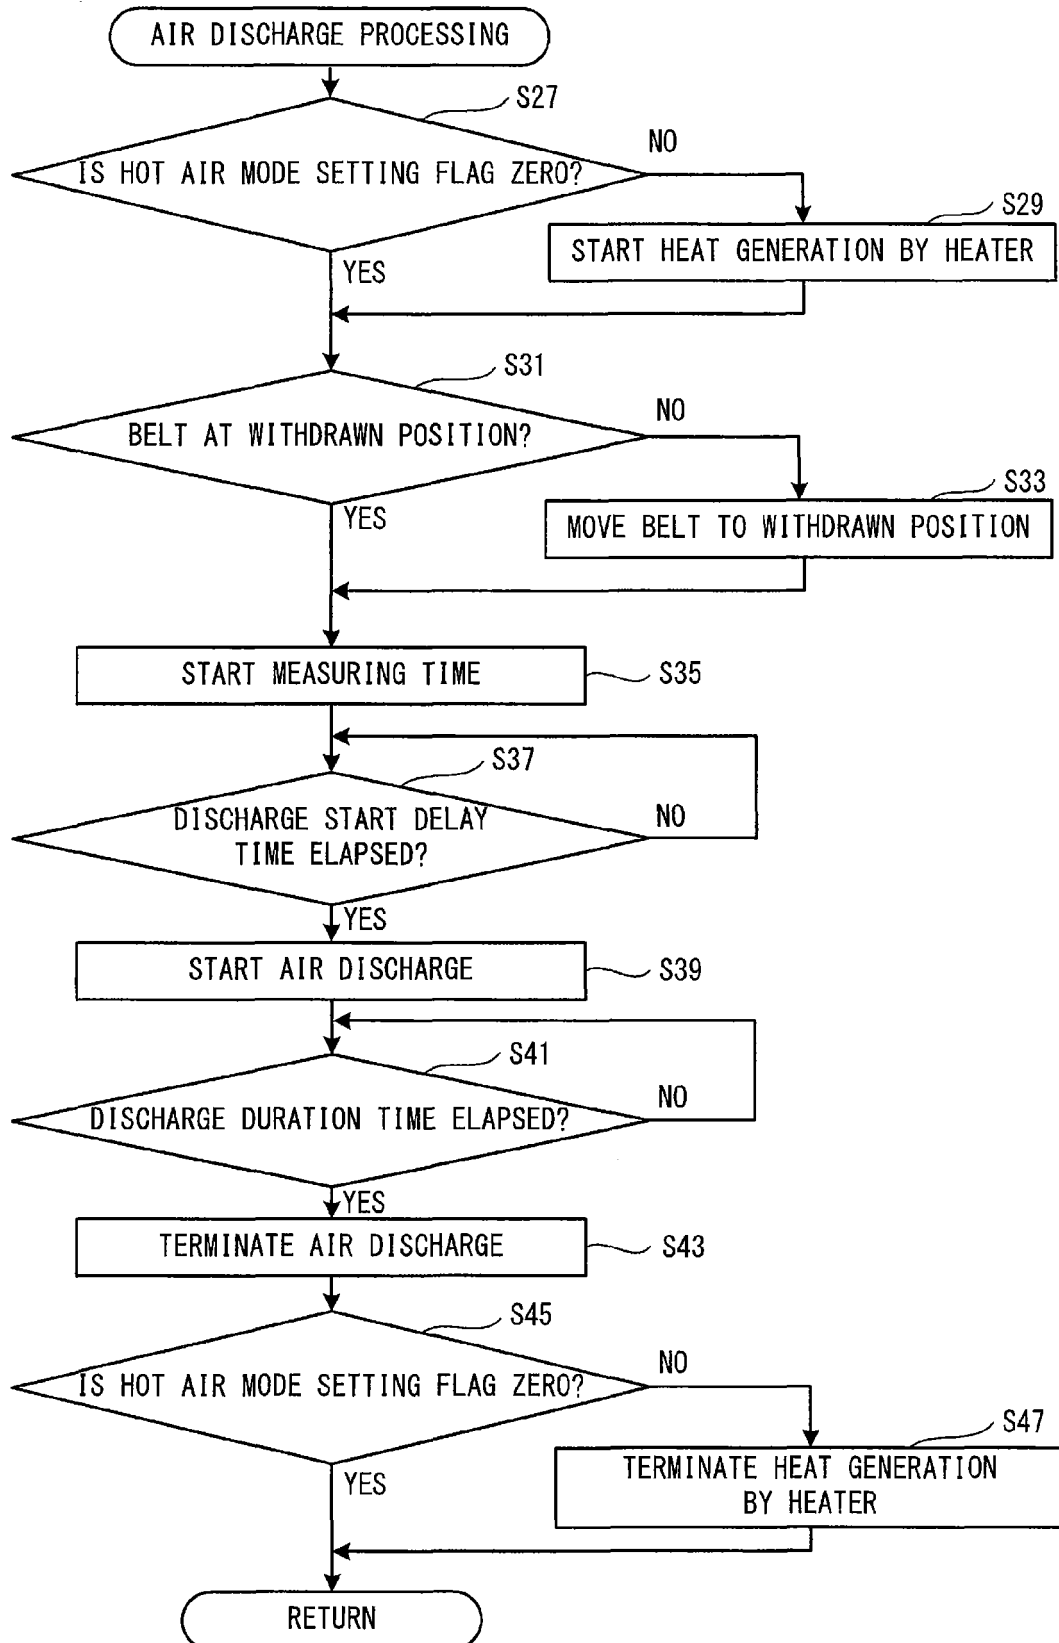 AIR DISCHARGE PROCESSING
S27
IS HOT AIR MODE SETTING FLAG ZERO?
NO
S29
START HEAT GENERATION BY HEATER
YES
S31
BELT AT WITHDRAWN POSITION?
NO
S33
MOVE BELT TO WITHDRAWN POSITION
YES
START MEASURING TIME
S35
S37
DISCHARGE START DELAY
TIME ELAPSED?
NO
YES
START AIR DISCHARGE
S39
S41
DISCHARGE DURATION TIME ELAPSED?
NO
YES
TERMINATE AIR DISCHARGE
S43
S45
IS HOT AIR MODE SETTING FLAG ZERO?
NO
S47
TERMINATE HEAT GENERATION
BY HEATER
YES
RETURN